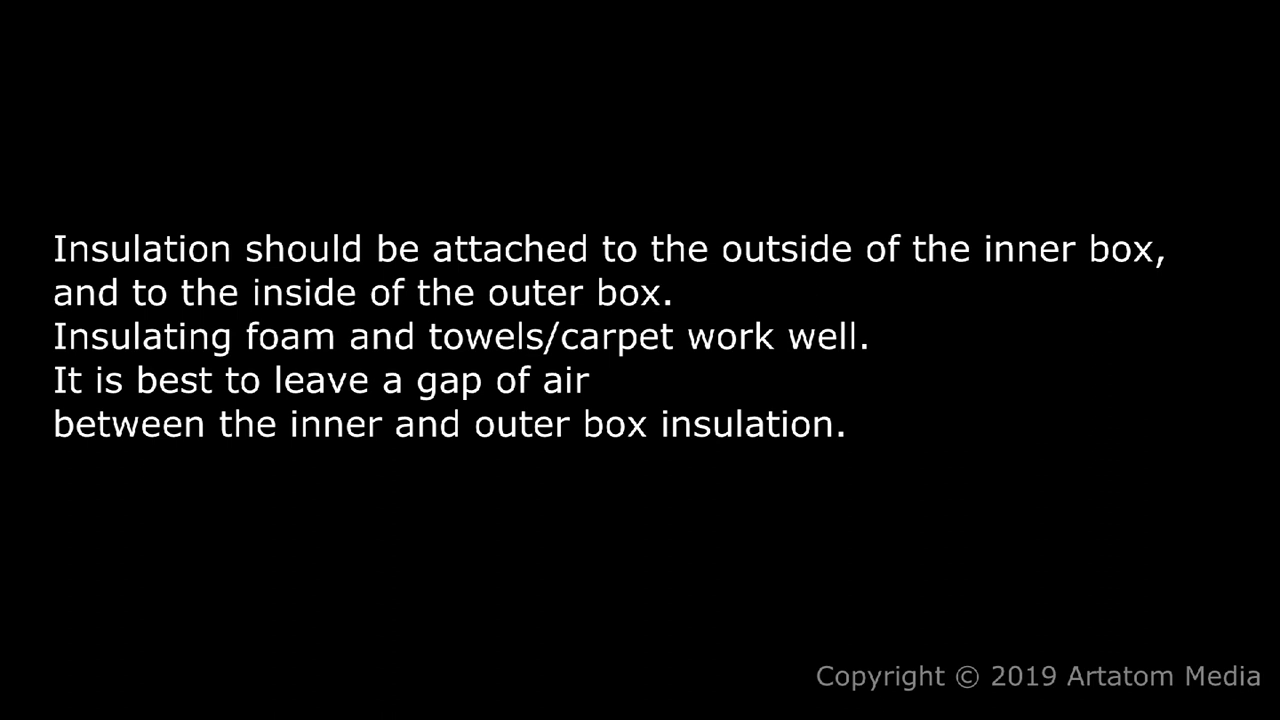 Insulation should be attached to the outside of the inner box,
and to the inside of the outer box.
Insulating foam and towels/carpet work well.
It is best to leave a gap of air
between the inner and outer box insulation.
Copyright © 2019 Artatom Media